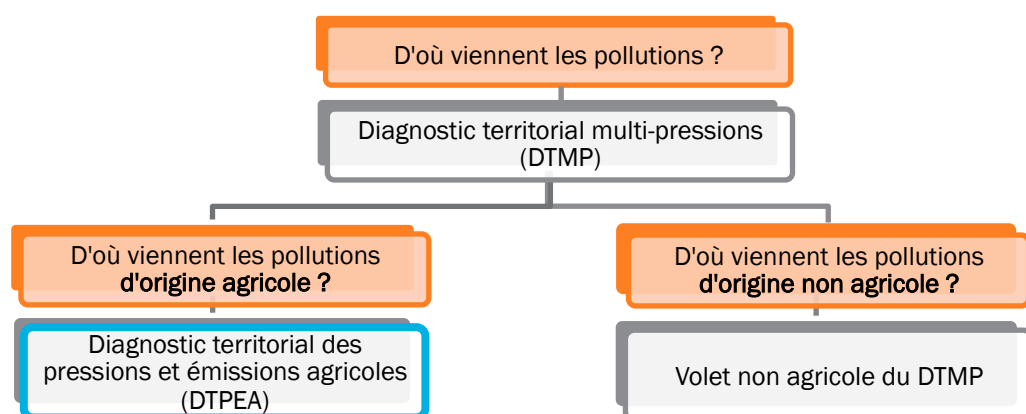 D'où viennent les pollutions ?
Diagnostic territorial multi-pressions
(DTMP)
D'où viennent les pollutions
d'origine agricole ?
Diagnostic territorial des
pressions et émissions agricoles
(DTPEA)
D'où viennent les pollutions
d'origine non agricole ?
Volet non agricole du DTMP